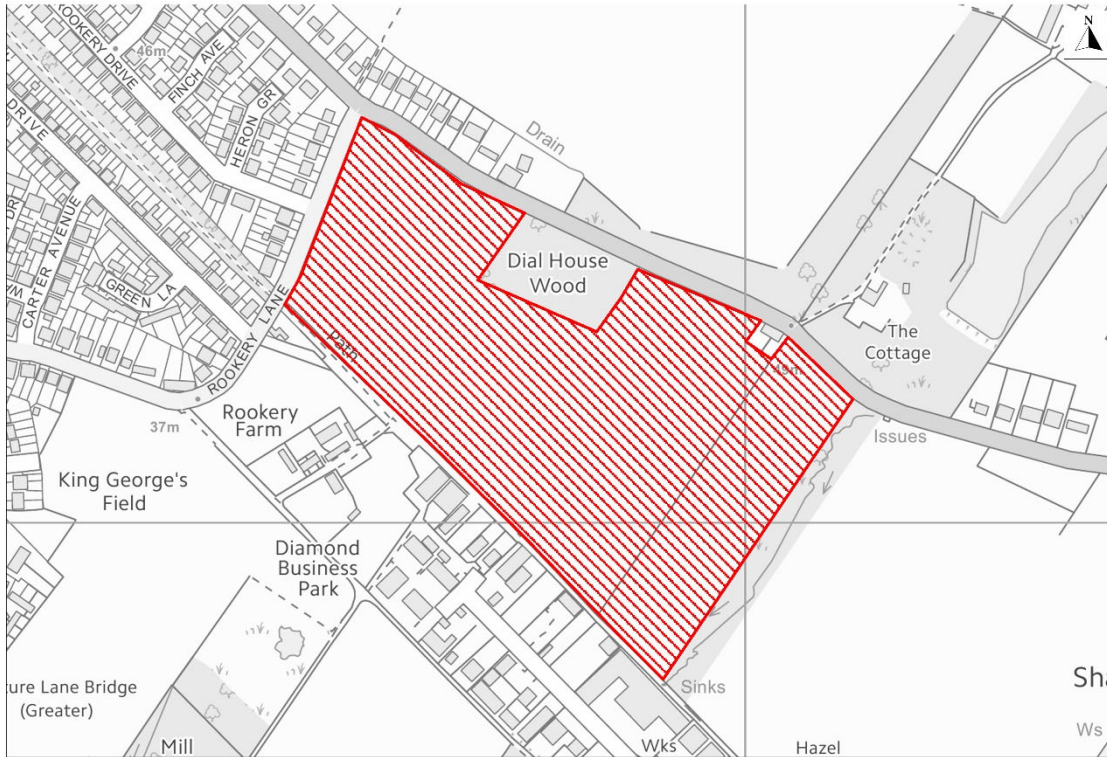 N
ROOKERY DRIVE
46m
FINCH AVE
HERON GR
DRIVE
Drain
CARTER AVENUE
GREEN LA
ROOKERY LANE
Path
Dial House
Wood
The
Cottage
49m
Issues
37m
Rookery
Farm
King George's
Field
Diamond
Business
Park
ture Lane Bridge
(Greater)
Mill
Sinks
Wks
Hazel
Sha
Ws